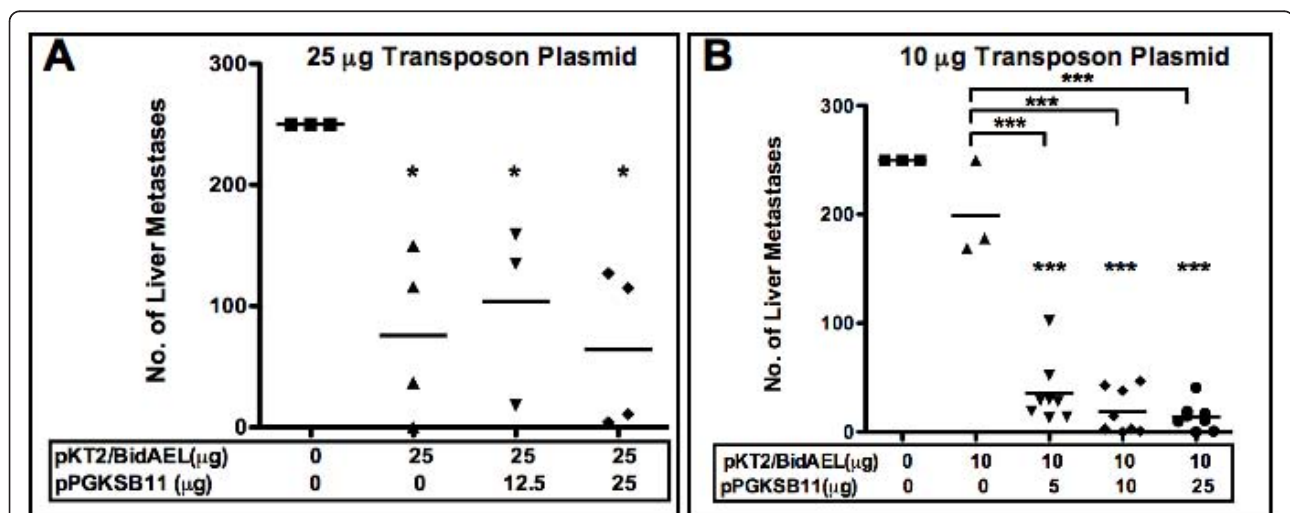 A
25 µg Transposon Plasmid
No. of Liver Metastases
300
200
100
0
* * *
pKT2/BidAEL(µg) 0 25 25 25
pPGKSB11 (µg) 0 0 12.5 25
B
10 µg Transposon Plasmid
No. of Liver Metastases
300
200
100
0
***
***
***
*** *** ***
pKT2/BidAEL(µg) 0 10 10 10 10
pPGKSB11(µg) 0 0 5 10 25